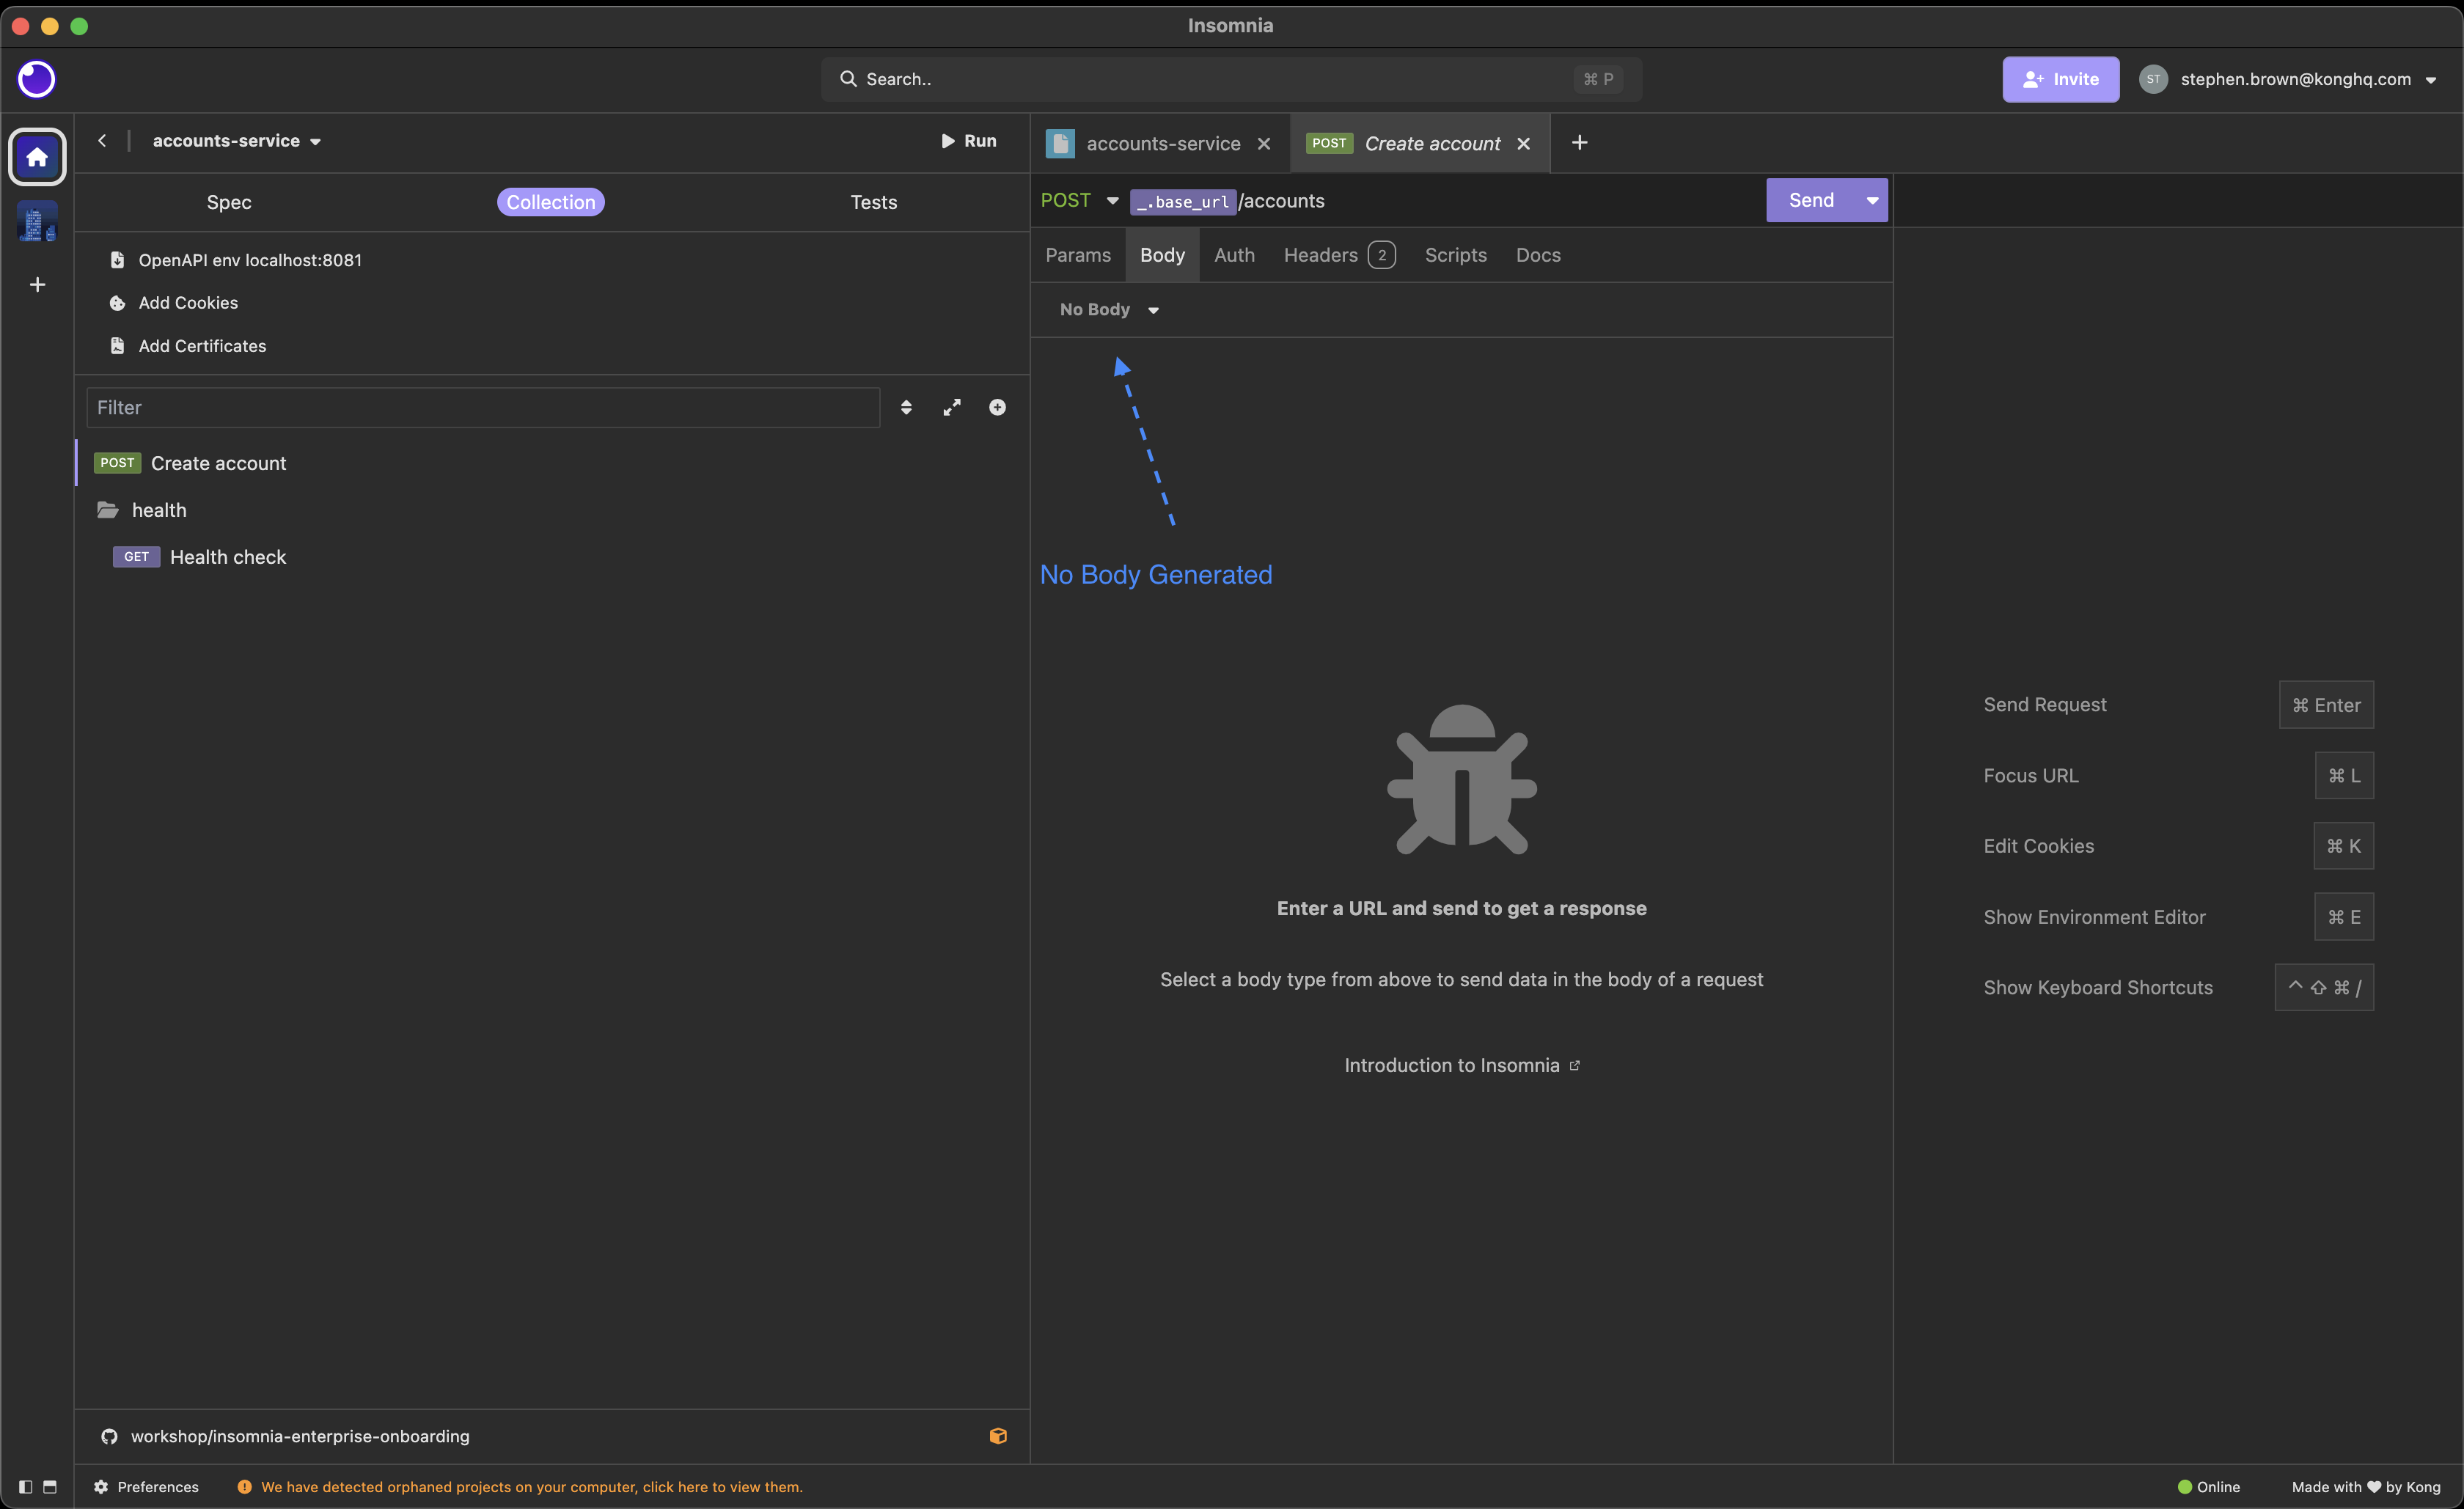 Insomnia
Search..
⌘ P
Invite
ST
stephen.brown@konghq.com
accounts-service
Run
accounts-service
POST Create account
Spec
Collection
Tests
POST
_.base_url/accounts
Send
OpenAPI env localhost:8081
Add Cookies
Add Certificates
Params
Body
Auth
Headers 2
Scripts
Docs
No Body
Filter
POST Create account
health
GET Health check
No Body Generated
Enter a URL and send to get a response
Select a body type from above to send data in the body of a request
Introduction to Insomnia
Send Request ⌘ Enter
Focus URL ⌘ L
Edit Cookies ⌘ K
Show Environment Editor ⌘ E
Show Keyboard Shortcuts ^ ⇧ ⌘ /
workshop/insomnia-enterprise-onboarding
Preferences
We have detected orphaned projects on your computer, click here to view them.
Online
Made with ♥ by Kong